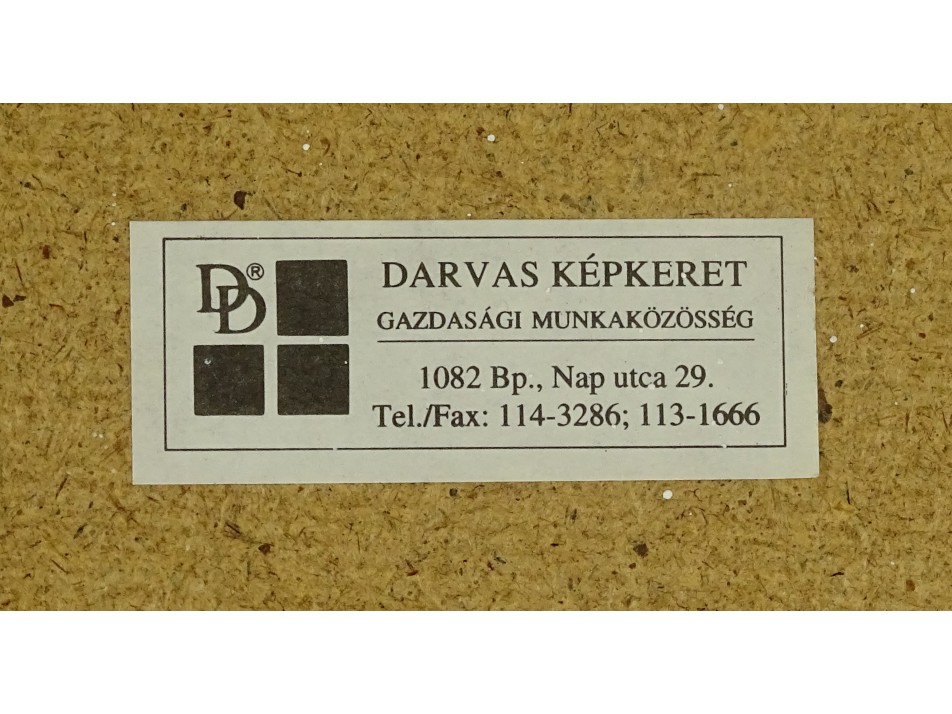 DD®
DARVAS KÉPKERET
GAZDASÁGI MUNKAKÖZÖSSÉG
1082 Bp., Nap utca 29.
Tel./Fax: 114-3286; 113-1666